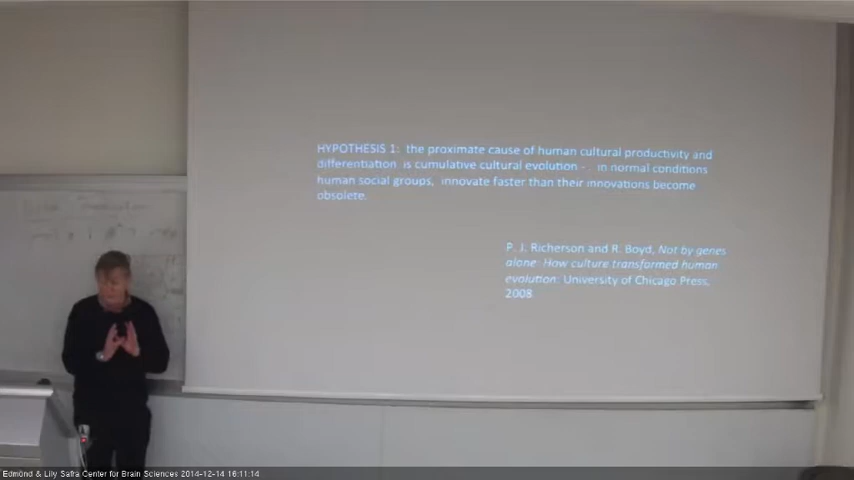 HYPOTHESIS 1: the proximate cause of human cultural productivity and
differentiation is cumulative cultural evolution - in normal conditions
human social groups, innovate faster than their innovations become
obsolete.
P. J. Richerson and R. Boyd, Not by genes
alone: How culture transformed human
evolution. University of Chicago Press,
2008
Edmond & Lily Safra Center for Brain Sciences 2014-12-14 16:11:14